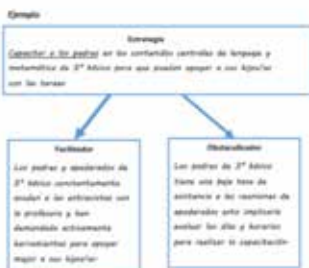 Ejemplo
Estrategia
Capacitar a los padres en los contenidos centrales de lenguaje y
matemática de 3° básico para que puedan apoyar a sus hijos/as
con las tareas
Facilitador
Los padres y apoderados de
3° básico constantemente
acuden a las entrevistas con
la profesora y han
demandado activamente
herramientas para apoyar
mejor a sus hijos/as
Obstaculizador
Los padres de 3° básico
tiene una baja tasa de
asistencia a las reuniones de
apoderados esto implicaría
evaluar los días y horarios
para realizar la capacitación